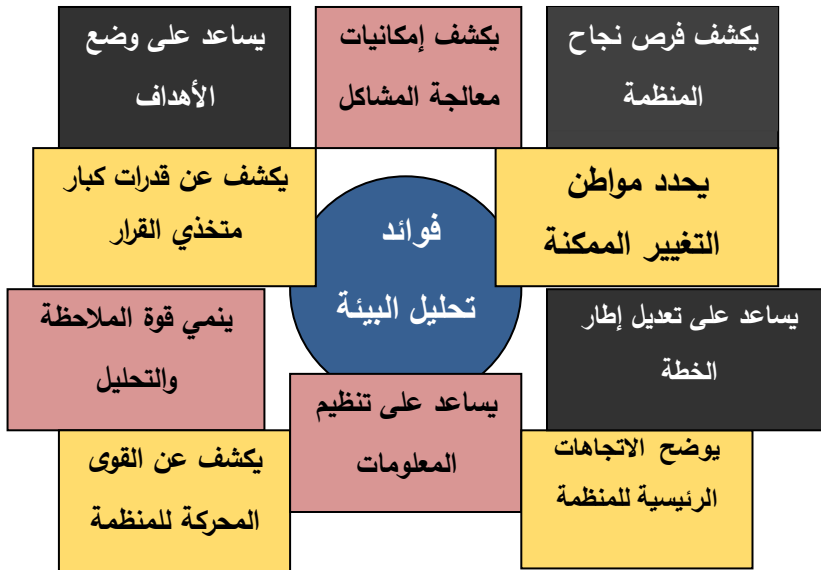 يكشف فرص نجاح
المنظمة
يكشف إمكانيات
معالجة المشاكل
يساعد على وضع
الأهداف
يحدد مواطن
التغيير الممكنة
فوائد
تحليل البيئة
يكشف عن قدرات كبار
متخذي القرار
يساعد على تعديل إطار
الخطة
ينمي قوة الملاحظة
والتحليل
يوضح الاتجاهات
الرئيسية للمنظمة
يساعد على تنظيم
المعلومات
يكشف عن القوى
المحركة للمنظمة